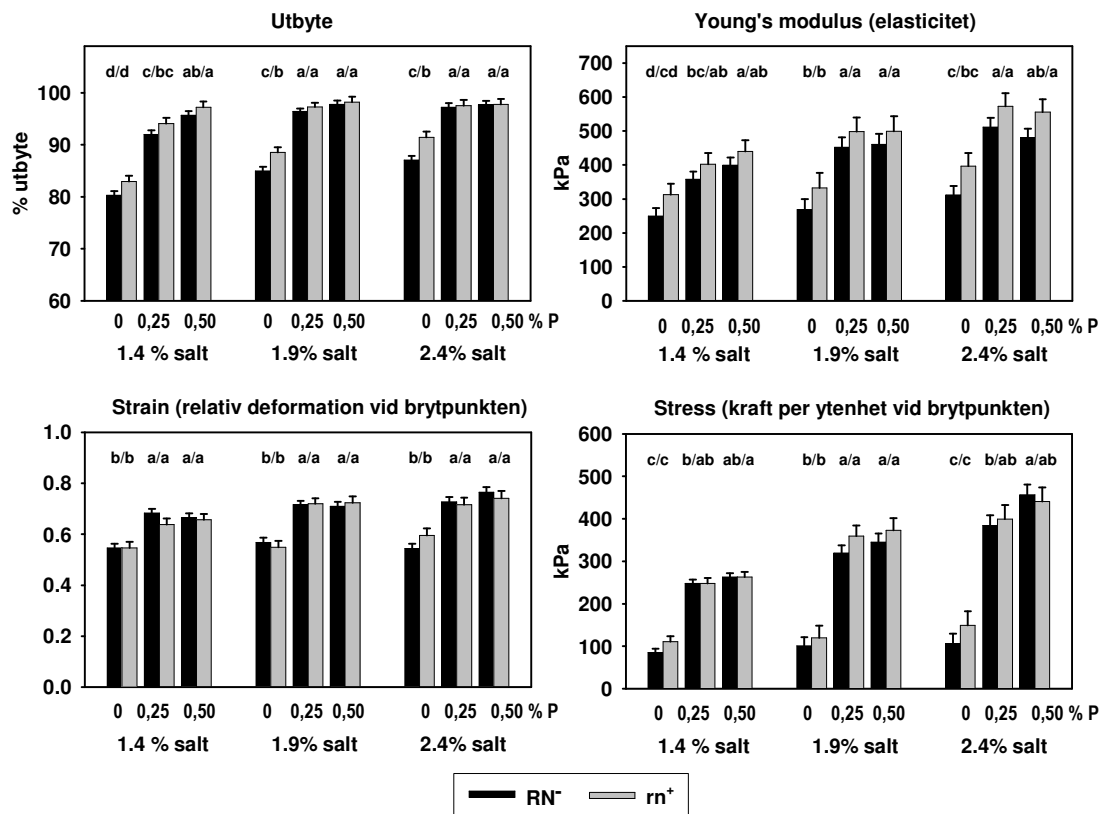 Utbyte
d/d c/bc ab/a c/b a/a a/a c/b a/a a/a
% utbyte
100
90
80
70
60
0 0,25 0,50 0 0,25 0,50 0 0,25 0,50 % P
1.4 % salt 1.9% salt 2.4% salt
Young's modulus (elasticitet)
d/cd bc/ab a/ab b/b a/a a/a c/bc a/a ab/a
kPa
700
600
500
400
300
200
100
0
0 0,25 0,50 0 0,25 0,50 0 0,25 0,50 % P
1.4 % salt 1.9% salt 2.4% salt
Strain (relativ deformation vid brytpunkten)
b/b a/a a/a b/b a/a a/a b/b a/a a/a
1.0
0.8
0.6
0.4
0.2
0.0
0 0,25 0,50 0 0,25 0,50 0 0,25 0,50 % P
1.4 % salt 1.9% salt 2.4% salt
Stress (kraft per ytenhet vid brytpunkten)
c/c b/ab ab/a b/b a/a a/a c/c b/ab a/ab
kPa
600
500
400
300
200
100
0
0 0,25 0,50 0 0,25 0,50 0 0,25 0,50 % P
1.4 % salt 1.9% salt 2.4% salt
RN⁻ rn⁺